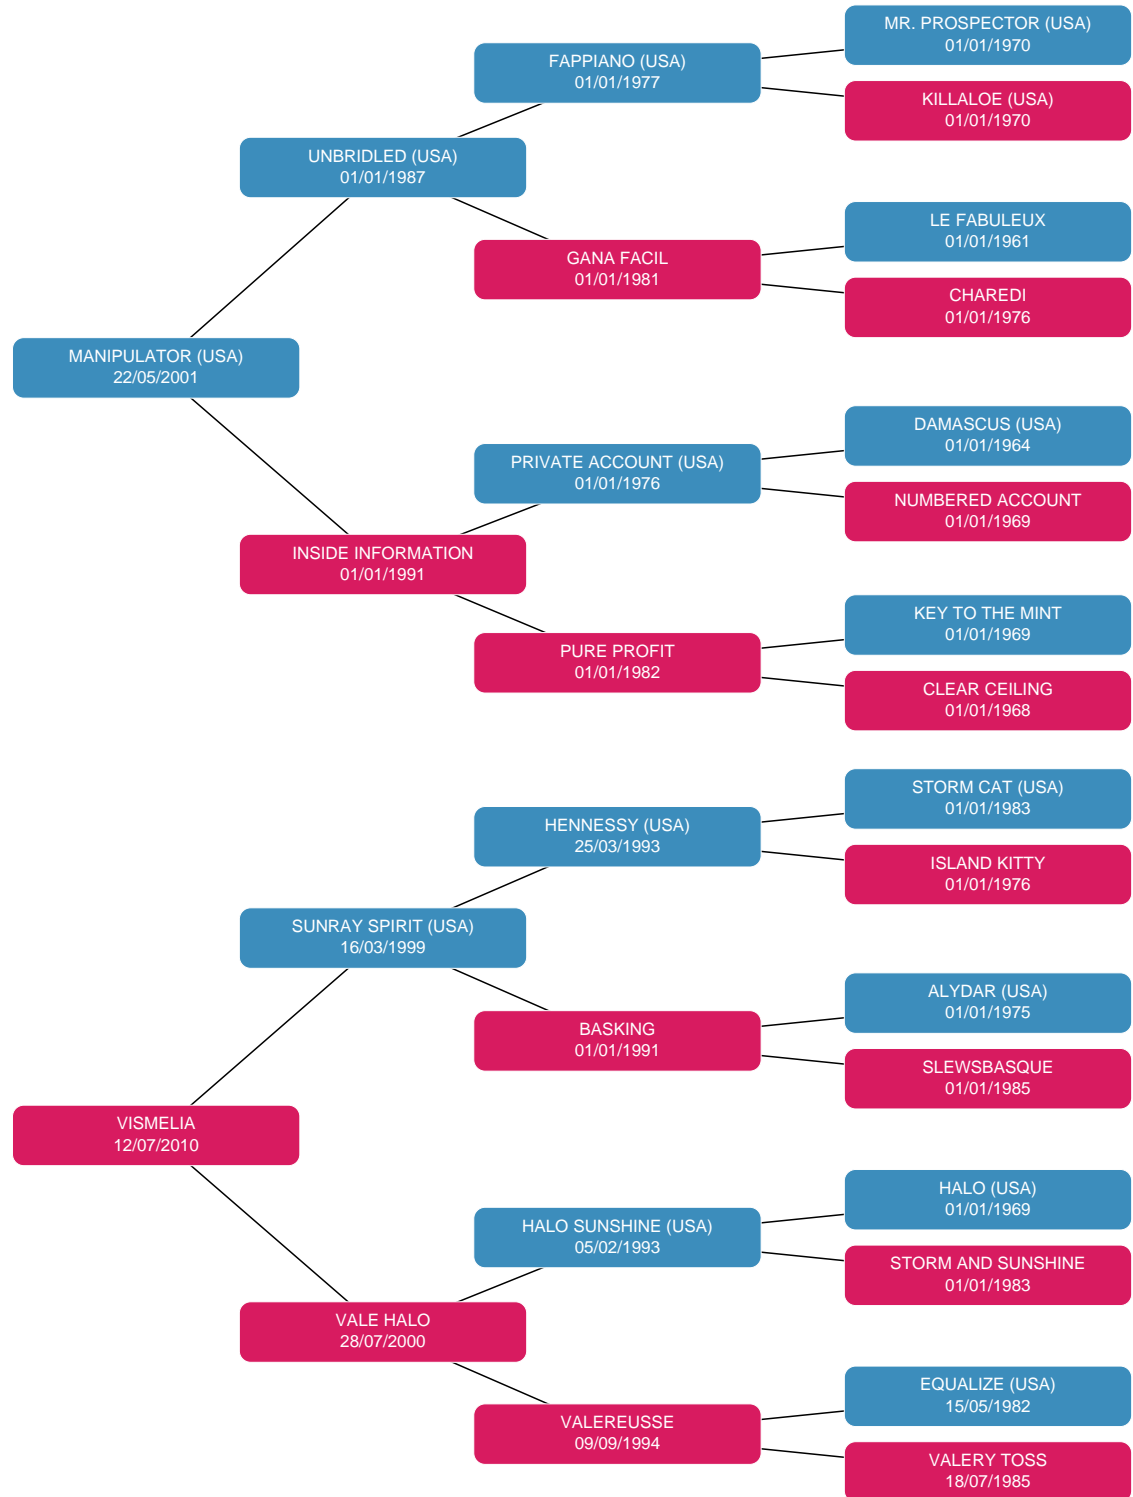 MR. PROSPECTOR (USA)
01/01/1970
FAPPIANO (USA)
01/01/1977
KILLALOE (USA)
01/01/1970
UNBRIDLED (USA)
01/01/1987
LE FABULEUX
01/01/1961
GANA FACIL
01/01/1981
CHAREDI
01/01/1976
MANIPULATOR (USA)
22/05/2001
DAMASCUS (USA)
01/01/1964
PRIVATE ACCOUNT (USA)
01/01/1976
NUMBERED ACCOUNT
01/01/1969
INSIDE INFORMATION
01/01/1991
KEY TO THE MINT
01/01/1969
PURE PROFIT
01/01/1982
CLEAR CEILING
01/01/1968
STORM CAT (USA)
01/01/1983
HENNESSY (USA)
25/03/1993
ISLAND KITTY
01/01/1976
SUNRAY SPIRIT (USA)
16/03/1999
ALYDAR (USA)
01/01/1975
BASKING
01/01/1991
SLEWSBASQUE
01/01/1985
VISMELIA
12/07/2010
HALO (USA)
01/01/1969
HALO SUNSHINE (USA)
05/02/1993
STORM AND SUNSHINE
01/01/1983
VALE HALO
28/07/2000
EQUALIZE (USA)
15/05/1982
VALEREUSSE
09/09/1994
VALERY TOSS
18/07/1985